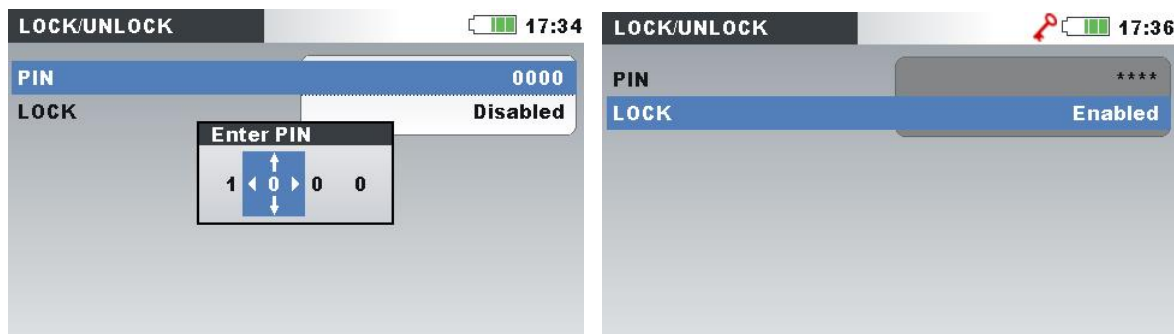 LOCK/UNLOCK 17:34
PIN 0000
LOCK Disabled
Enter PIN
1 0 0 0
LOCK/UNLOCK 17:36
PIN ****
LOCK Enabled